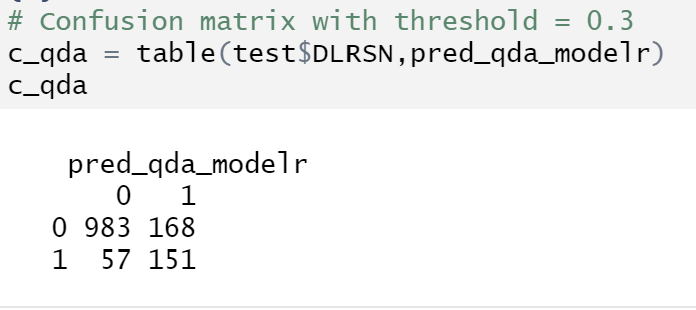 # Confusion matrix with threshold = 0.3
c_qda = table(test$DLRSN,pred_qda_modelr)
c_qda
pred_qda_modelr
0 1
0 983 168
1 57 151